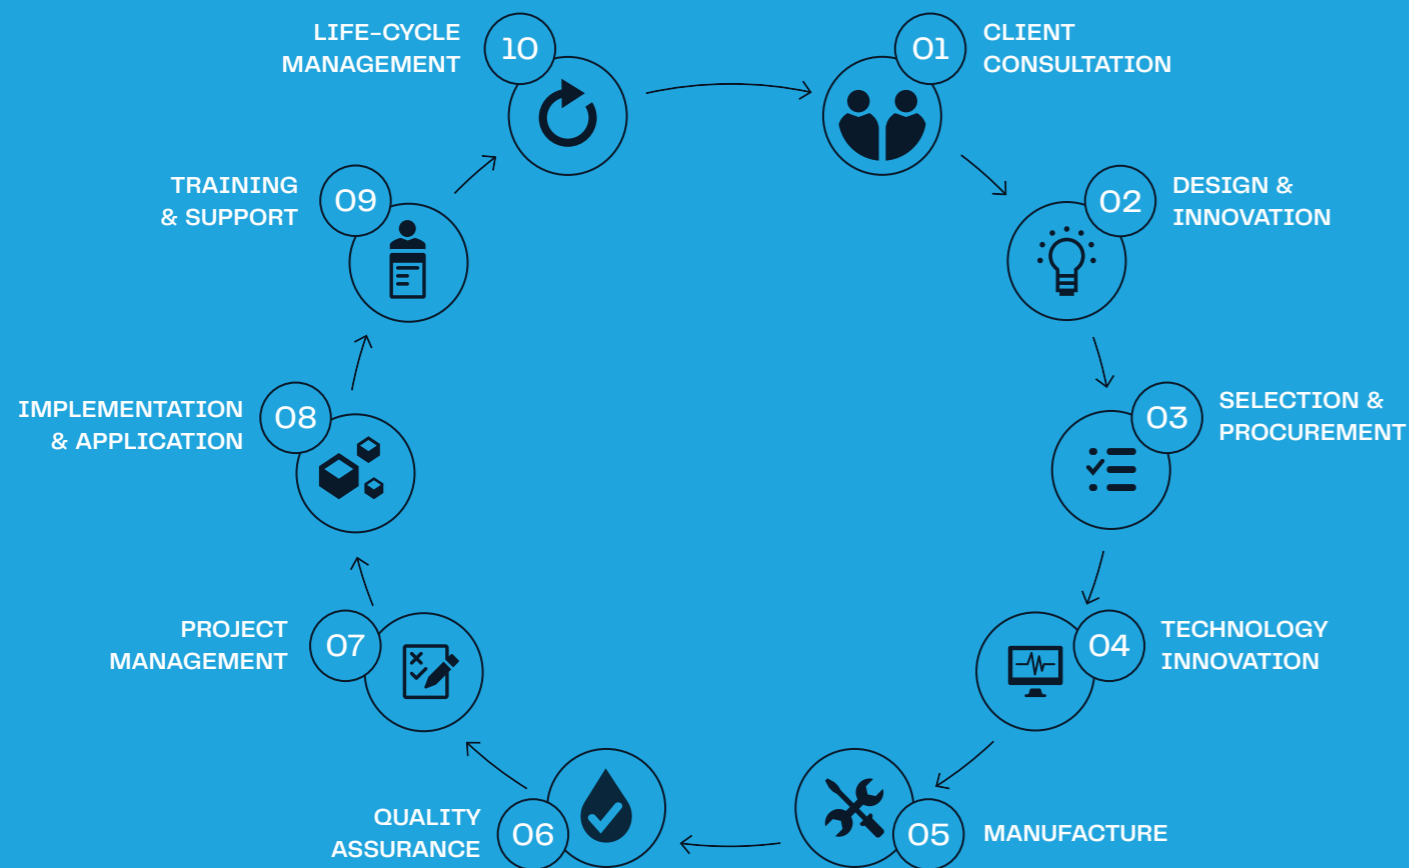 01
CLIENT
CONSULTATION
02
DESIGN &
INNOVATION
03
SELECTION &
PROCUREMENT
04
TECHNOLOGY
INNOVATION
05
MANUFACTURE
06
QUALITY
ASSURANCE
07
PROJECT
MANAGEMENT
08
IMPLEMENTATION
& APPLICATION
09
TRAINING
& SUPPORT
10
LIFE-CYCLE
MANAGEMENT